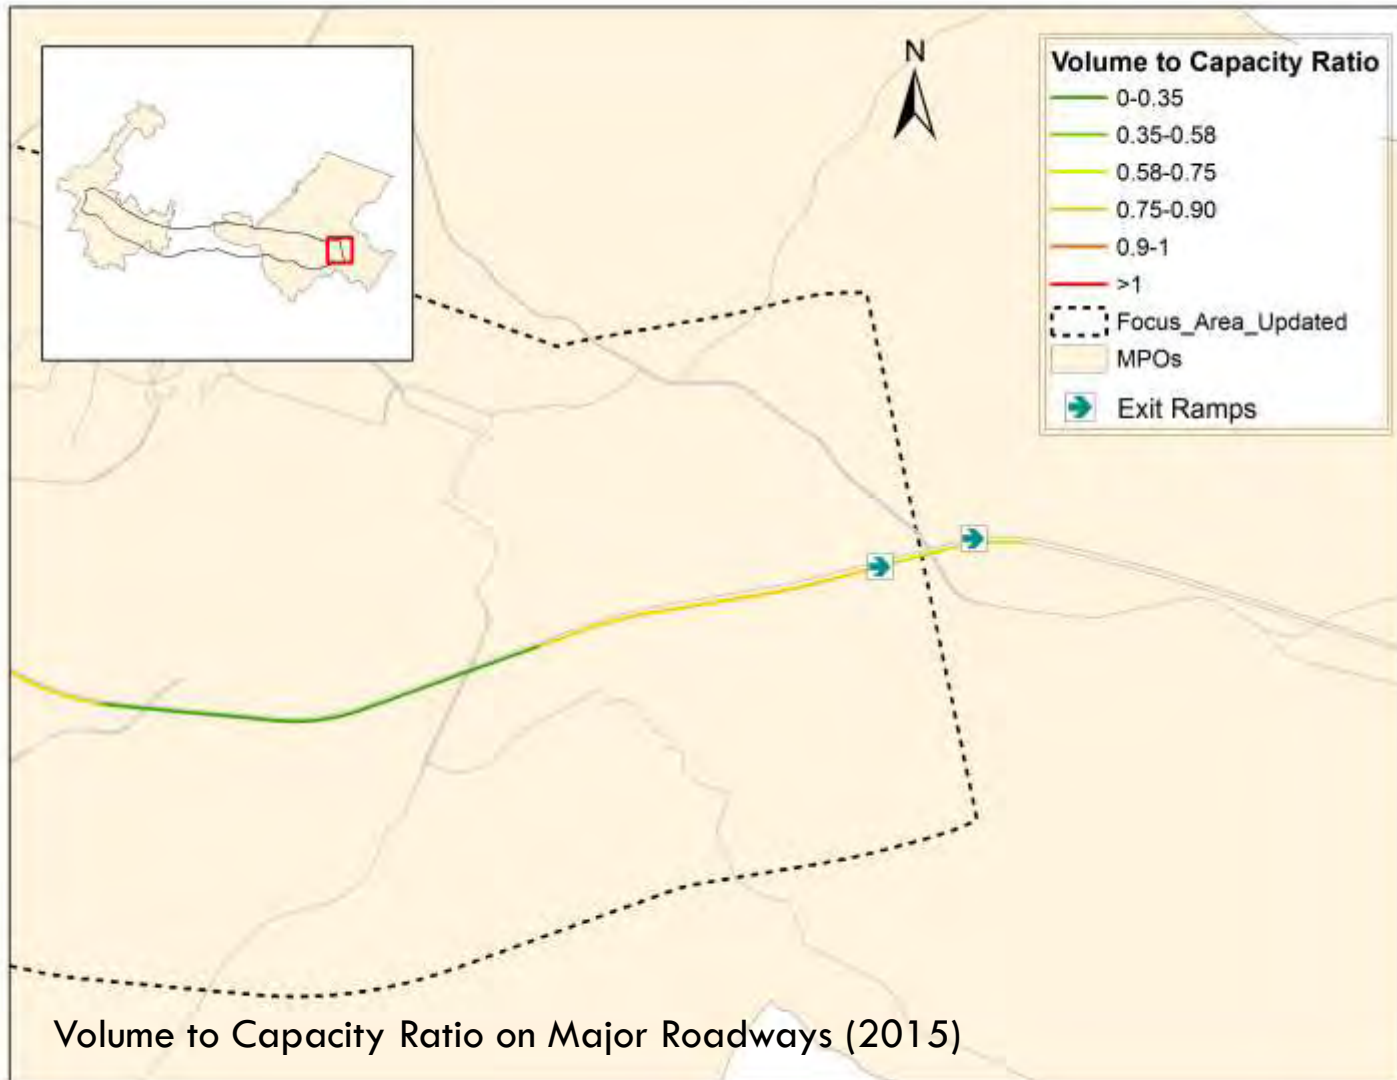 N
Volume to Capacity Ratio
0-0.35
0.35-0.58
0.58-0.75
0.75-0.90
0.9-1
>1
Focus_Area_Updated
MPOs
Exit Ramps
Volume to Capacity Ratio on Major Roadways (2015)